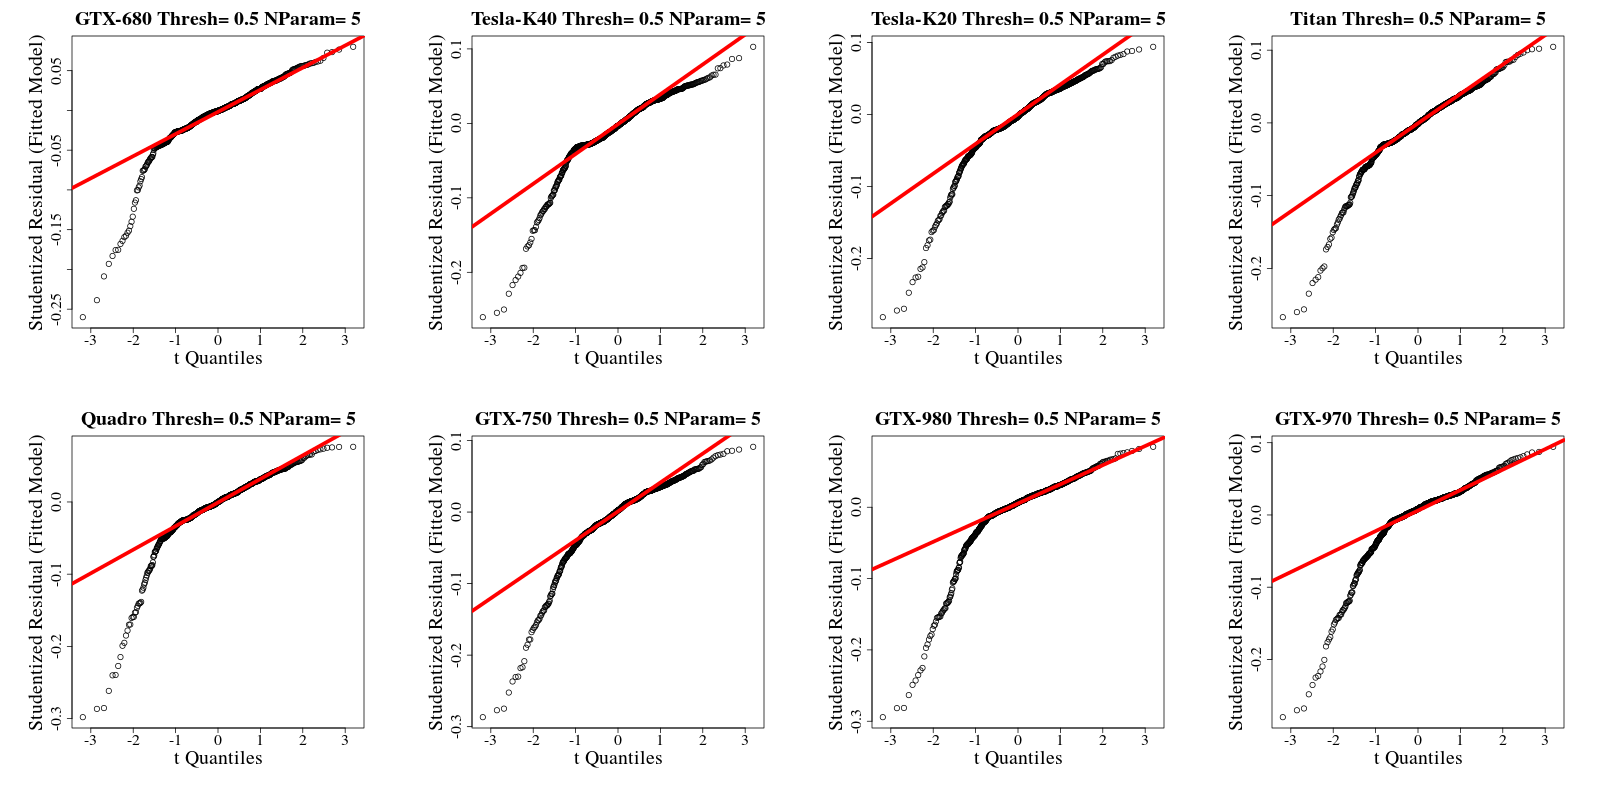 GTX-680 Thresh= 0.5 NParam= 5
Studentized Residual (Fitted Model)
0.05
-0.05
-0.15
-0.25
-3 -2 -1 0 1 2 3
t Quantiles
Tesla-K40 Thresh= 0.5 NParam= 5
Studentized Residual (Fitted Model)
0.1
0.0
-0.1
-0.2
-3 -2 -1 0 1 2 3
t Quantiles
Tesla-K20 Thresh= 0.5 NParam= 5
Studentized Residual (Fitted Model)
0.1
0.0
-0.1
-0.2
-3 -2 -1 0 1 2 3
t Quantiles
Titan Thresh= 0.5 NParam= 5
Studentized Residual (Fitted Model)
0.1
0.0
-0.1
-0.2
-3 -2 -1 0 1 2 3
t Quantiles
Quadro Thresh= 0.5 NParam= 5
Studentized Residual (Fitted Model)
0.0
-0.1
-0.2
-0.3
-3 -2 -1 0 1 2 3
t Quantiles
GTX-750 Thresh= 0.5 NParam= 5
Studentized Residual (Fitted Model)
0.1
0.0
-0.1
-0.2
-0.3
-3 -2 -1 0 1 2 3
t Quantiles
GTX-980 Thresh= 0.5 NParam= 5
Studentized Residual (Fitted Model)
0.0
-0.1
-0.2
-0.3
-3 -2 -1 0 1 2 3
t Quantiles
GTX-970 Thresh= 0.5 NParam= 5
Studentized Residual (Fitted Model)
0.1
0.0
-0.1
-0.2
-3 -2 -1 0 1 2 3
t Quantiles